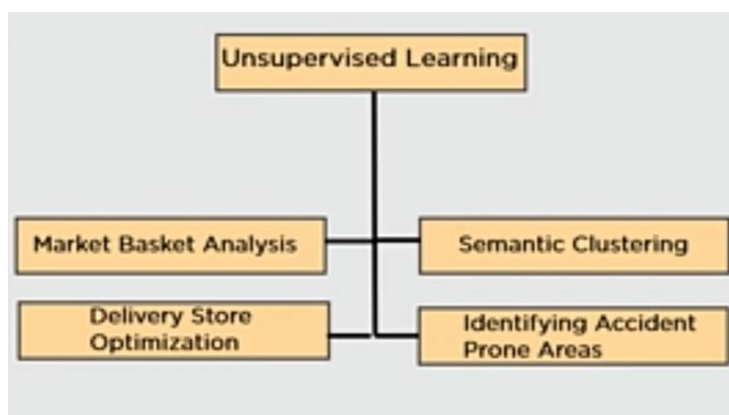 Unsupervised Learning
Market Basket Analysis
Semantic Clustering
Delivery Store
Optimization
Identifying Accident
Prone Areas